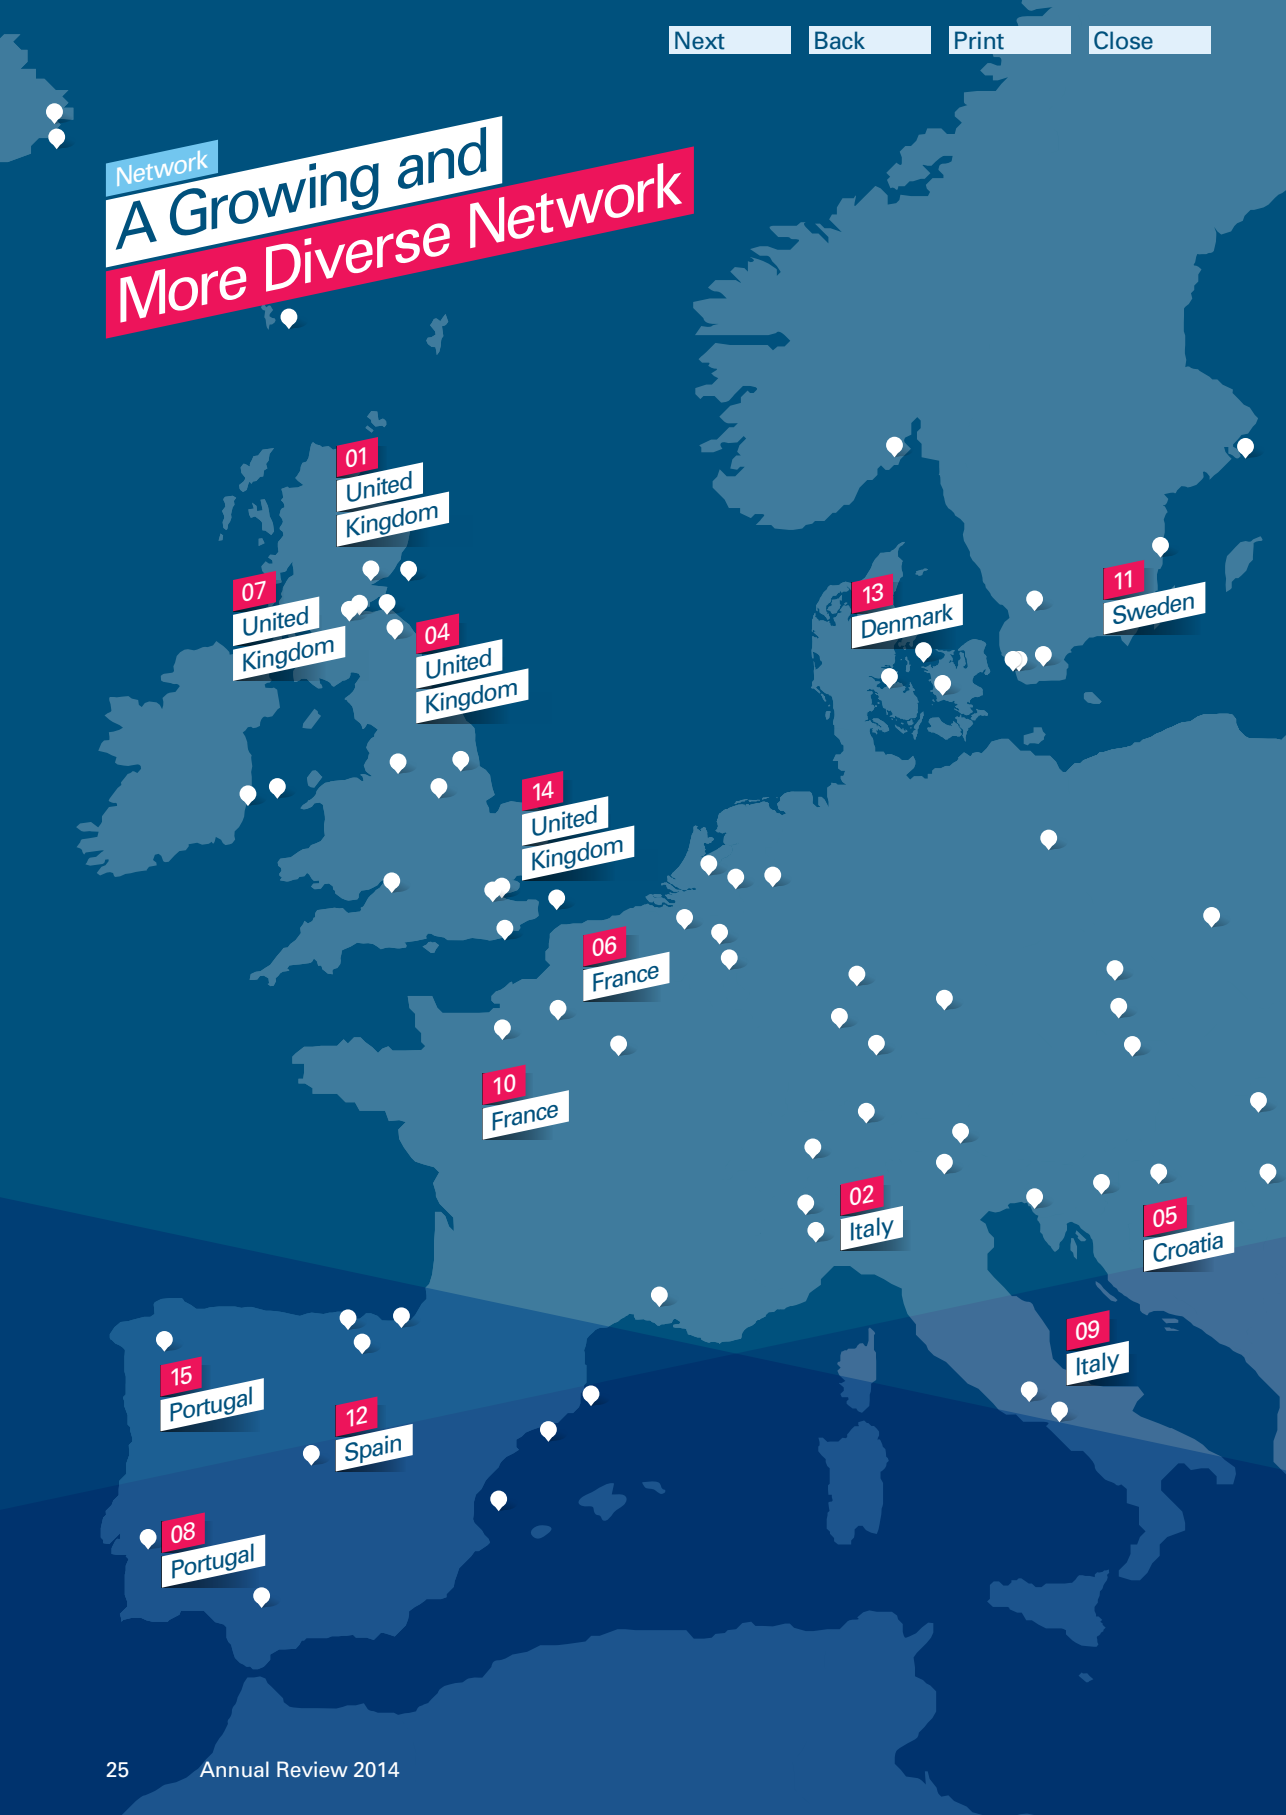 Next
Back
Print
Close
Network
A Growing and
More Diverse Network
01
United
Kingdom
07
United
Kingdom
04
United
Kingdom
13
Denmark
11
Sweden
14
United
Kingdom
06
France
10
France
02
Italy
05
Croatia
09
Italy
15
Portugal
12
Spain
08
Portugal
25
Annual Review 2014